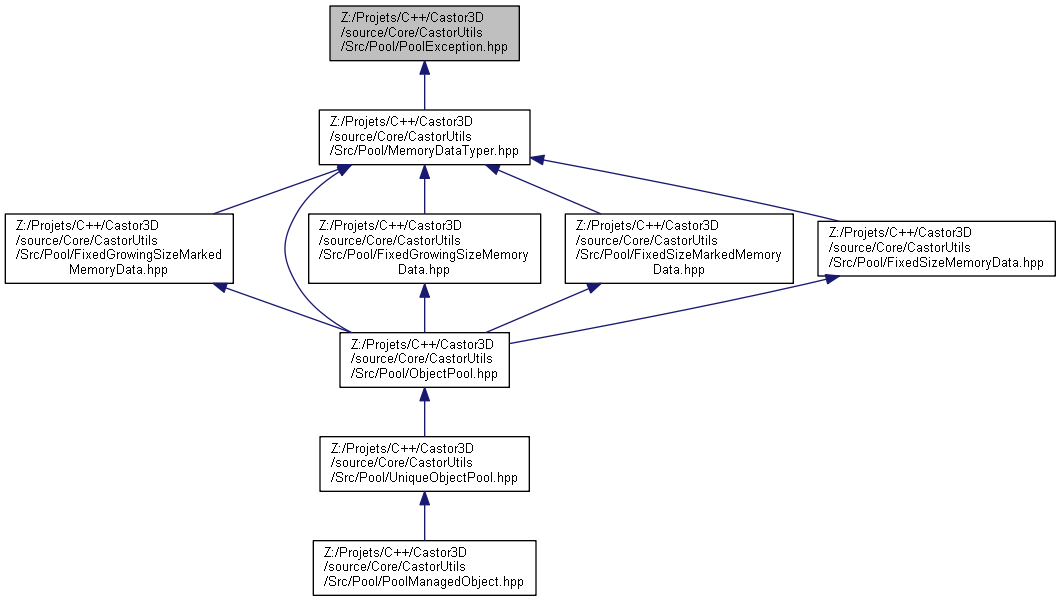 Z:/Projets/C++/Castor3D
/source/Core/CastorUtils
/Src/Pool/PoolException.hpp
Z:/Projets/C++/Castor3D
/source/Core/CastorUtils
/Src/Pool/MemoryDataTyper.hpp
Z:/Projets/C++/Castor3D
/source/Core/CastorUtils
/Src/Pool/FixedGrowingSizeMarked
MemoryData.hpp
Z:/Projets/C++/Castor3D
/source/Core/CastorUtils
/Src/Pool/FixedGrowingSizeMemory
Data.hpp
Z:/Projets/C++/Castor3D
/source/Core/CastorUtils
/Src/Pool/FixedSizeMarkedMemory
Data.hpp
Z:/Projets/C++/Castor3D
/source/Core/CastorUtils
/Src/Pool/FixedSizeMemoryData.hpp
Z:/Projets/C++/Castor3D
/source/Core/CastorUtils
/Src/Pool/ObjectPool.hpp
Z:/Projets/C++/Castor3D
/source/Core/CastorUtils
/Src/Pool/UniqueObjectPool.hpp
Z:/Projets/C++/Castor3D
/source/Core/CastorUtils
/Src/Pool/PoolManagedObject.hpp